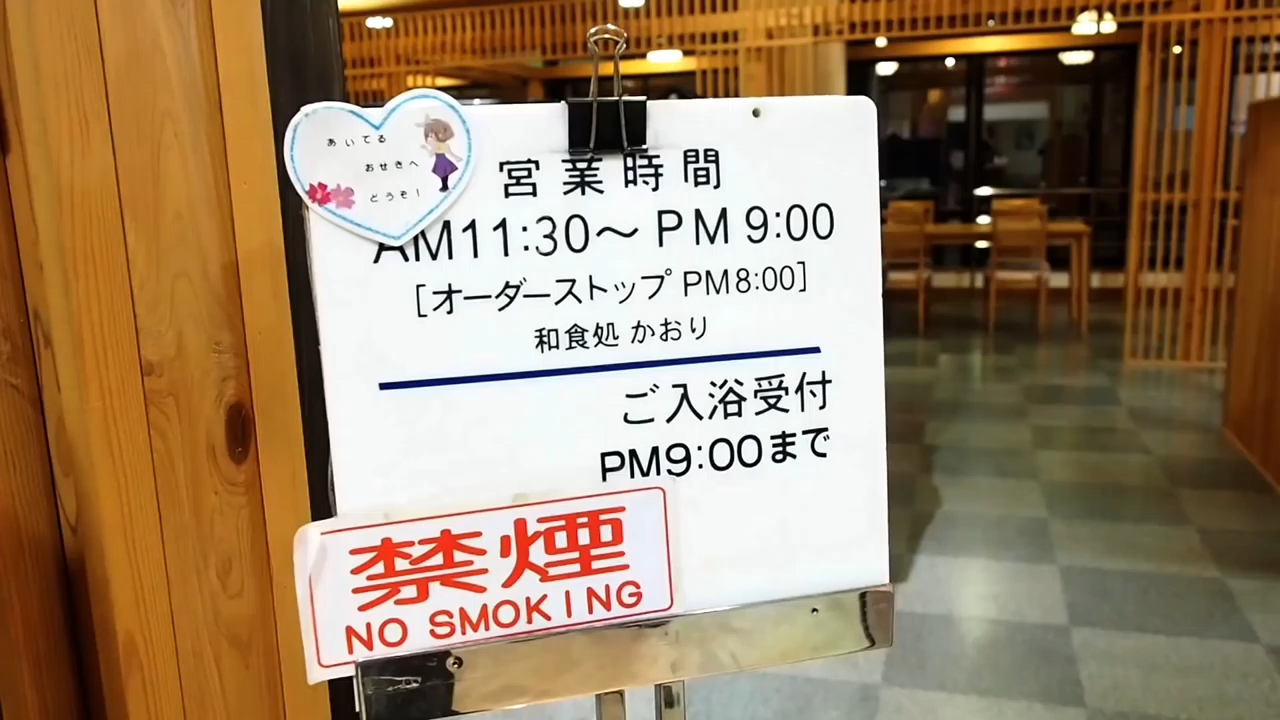 あいてる
おせきへ
どうぞ!
営業時間
AM11:30～PM9:00
[オーダーストップ PM8:00]
和食処 かおり
ご入浴受付
PM9:00まで
禁煙
NO SMOKING